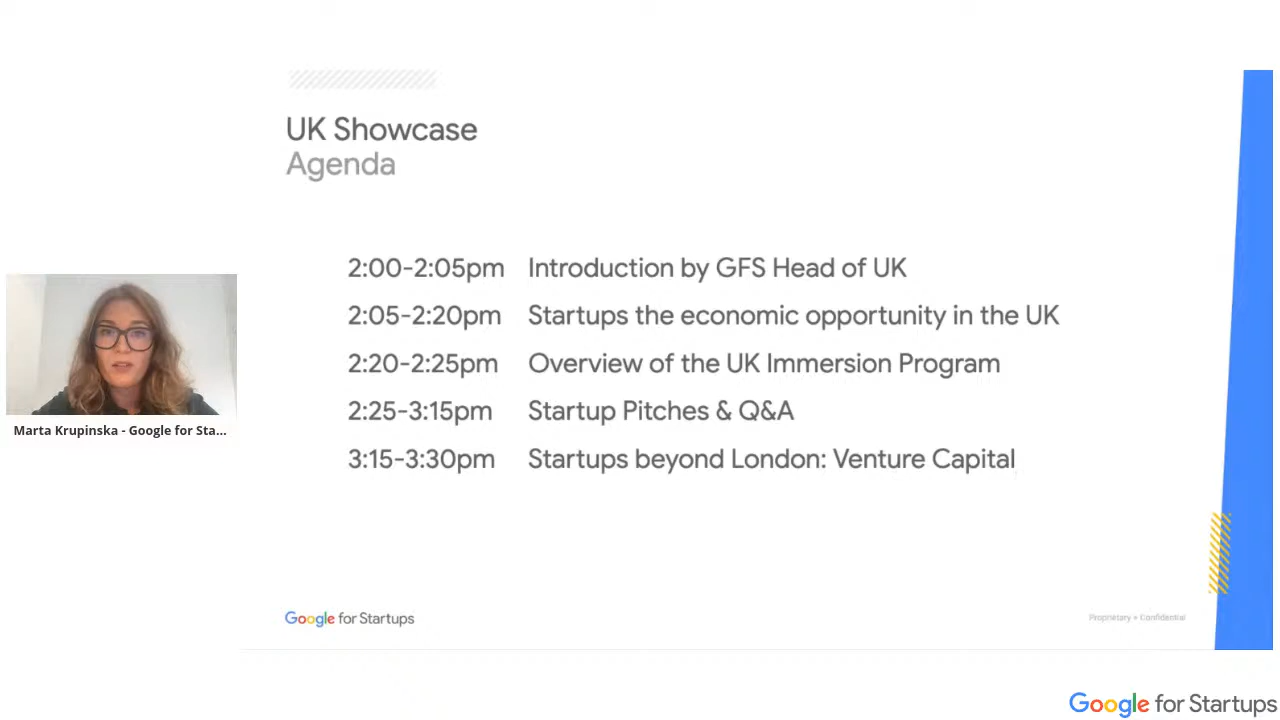 UK Showcase
Agenda
2:00-2:05pm Introduction by GFS Head of UK
2:05-2:20pm Startups the economic opportunity in the UK
2:20-2:25pm Overview of the UK Immersion Program
2:25-3:15pm Startup Pitches & Q&A
3:15-3:30pm Startups beyond London: Venture Capital
Marta Krupinska - Google for Sta...
Google for Startups
Proprietary + Confidential
Google for Startups